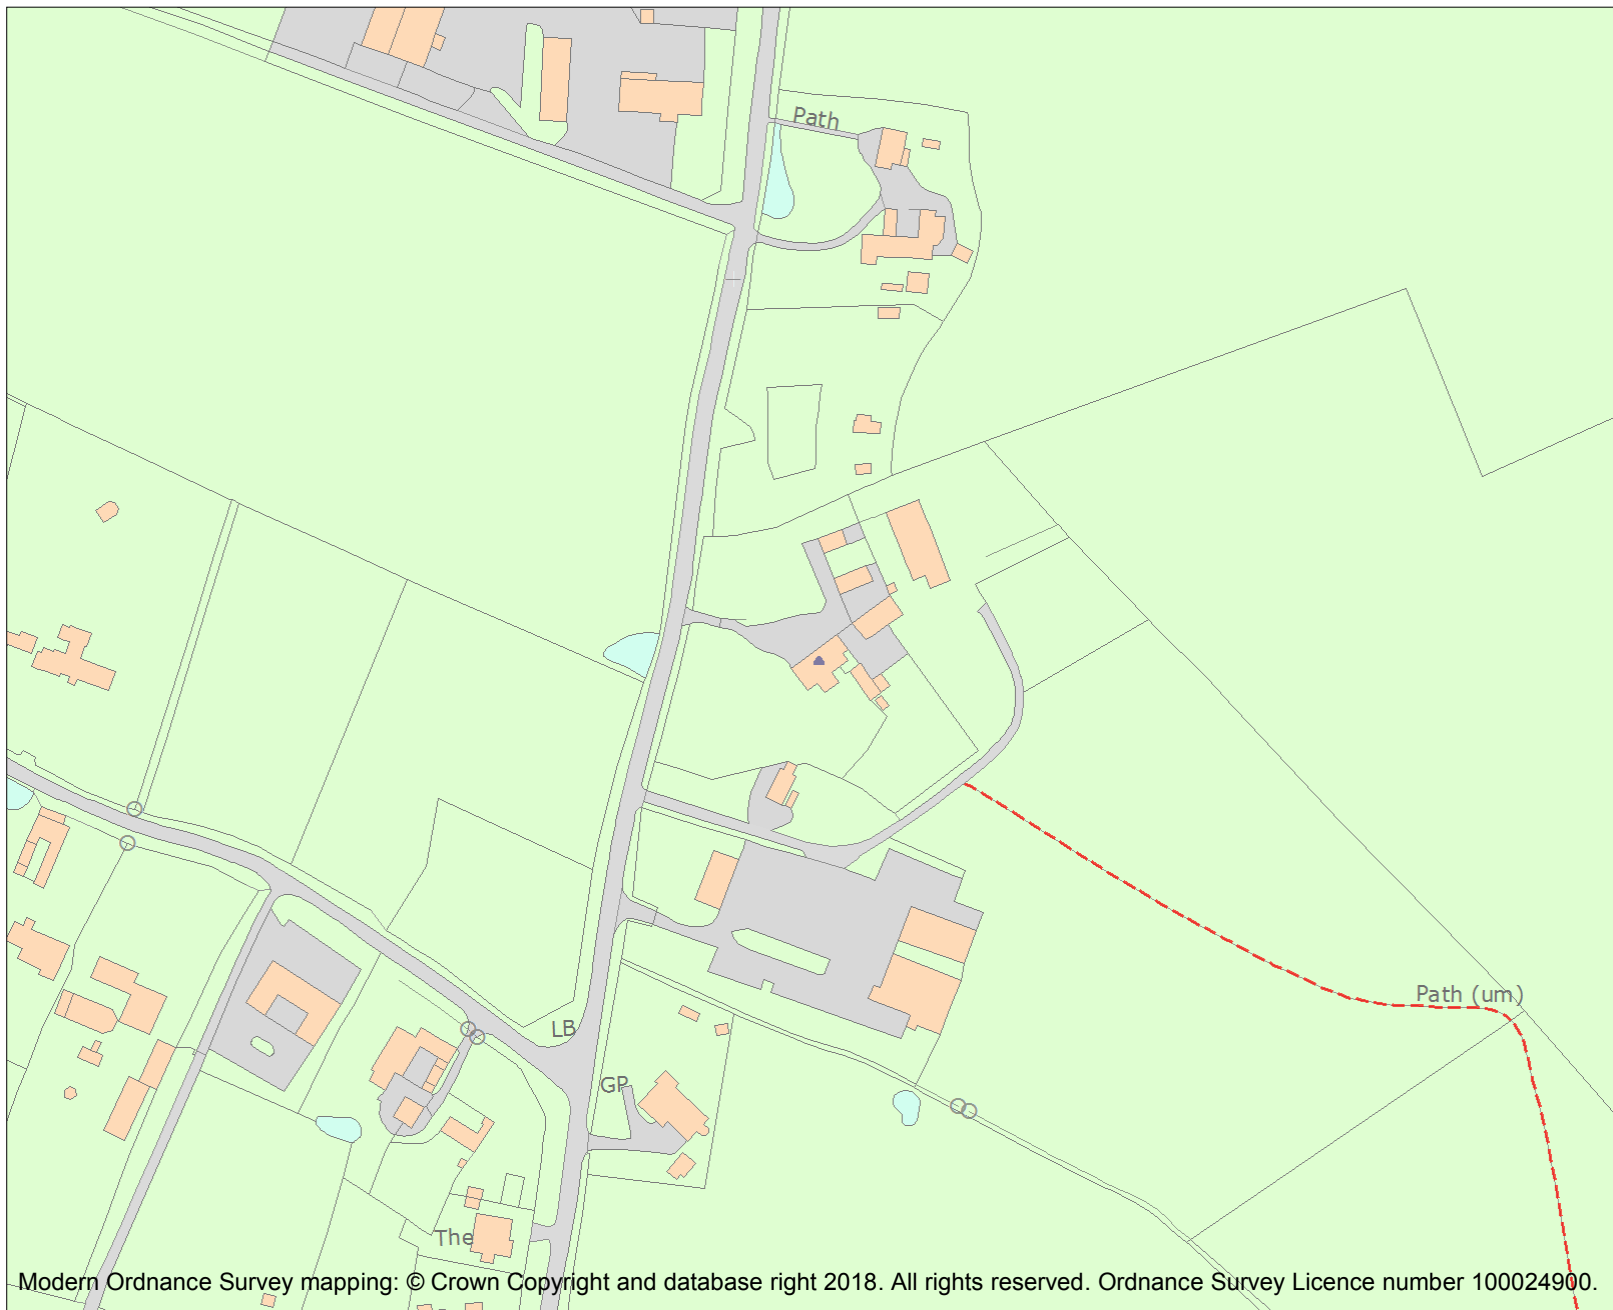 Path
Path (um)
LB
GP
The
Modern Ordnance Survey mapping: © Crown Copyright and database right 2018. All rights reserved. Ordnance Survey Licence number 100024900.